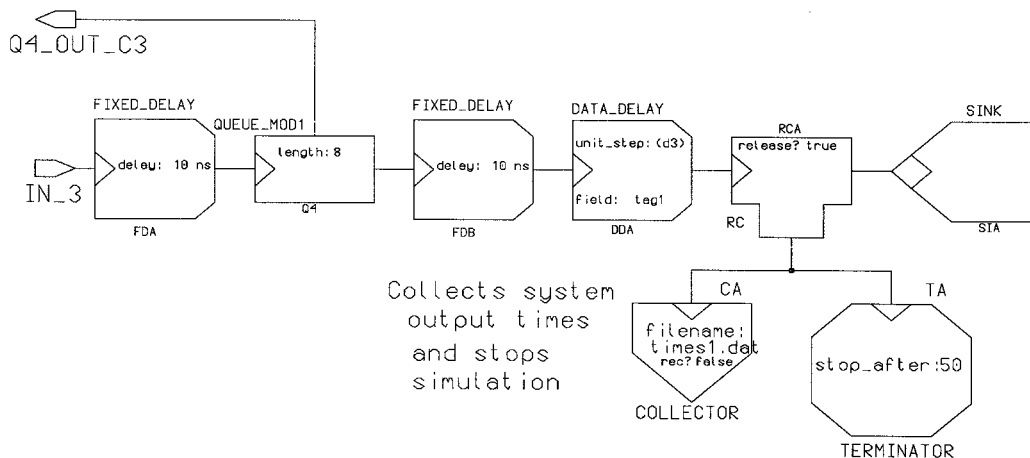 Q4_OUT_C3
FIXED_DELAY
QUEUE_MOD1
FIXED_DELAY
DATA_DELAY
RCA
SINK
IN_3
delay: 10 ns
length: 8
delay: 10 ns
unit_step: (d3)
field: tag1
release? true
FDA
Q4
FDB
DDA
RC
SIA
Collects system
output times
and stops
simulation
CA
filename:
times1.dat
rec? false
COLLECTOR
TA
stop_after:50
TERMINATOR